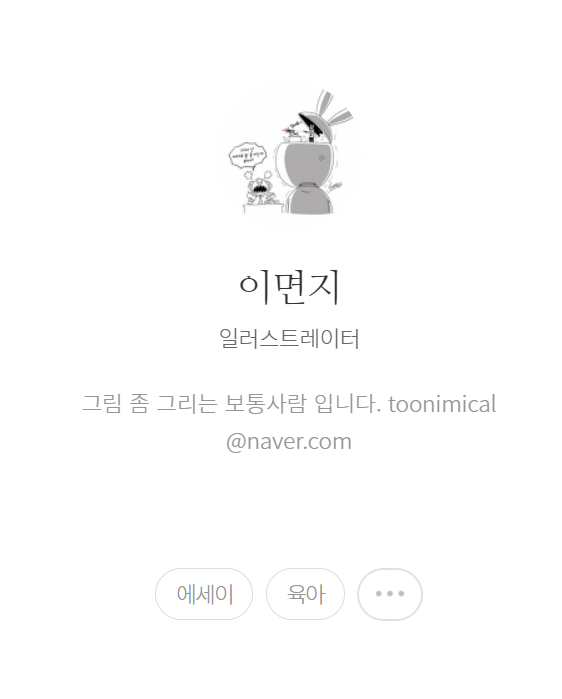 이면지
일러스트레이터
그림 좀 그리는 보통사람 입니다. toonimical
@naver.com
에세이
육아